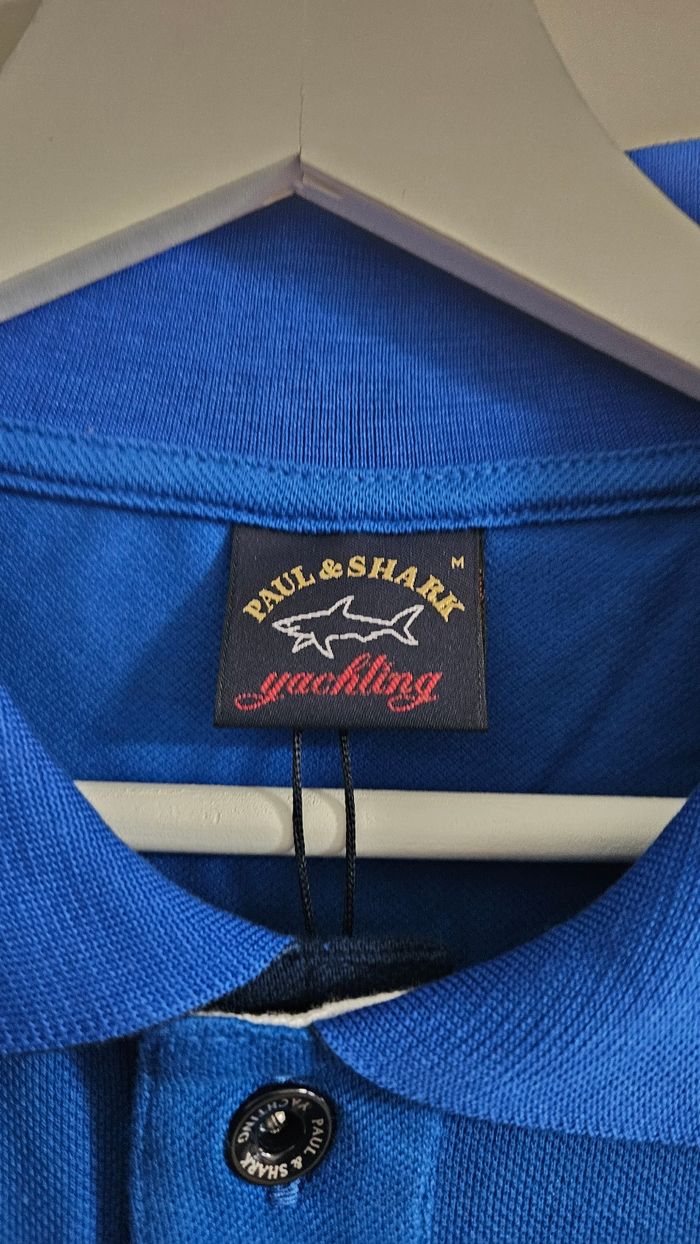 M
PAUL & SHARK
yachting
PAUL & SHARK
YACHTING